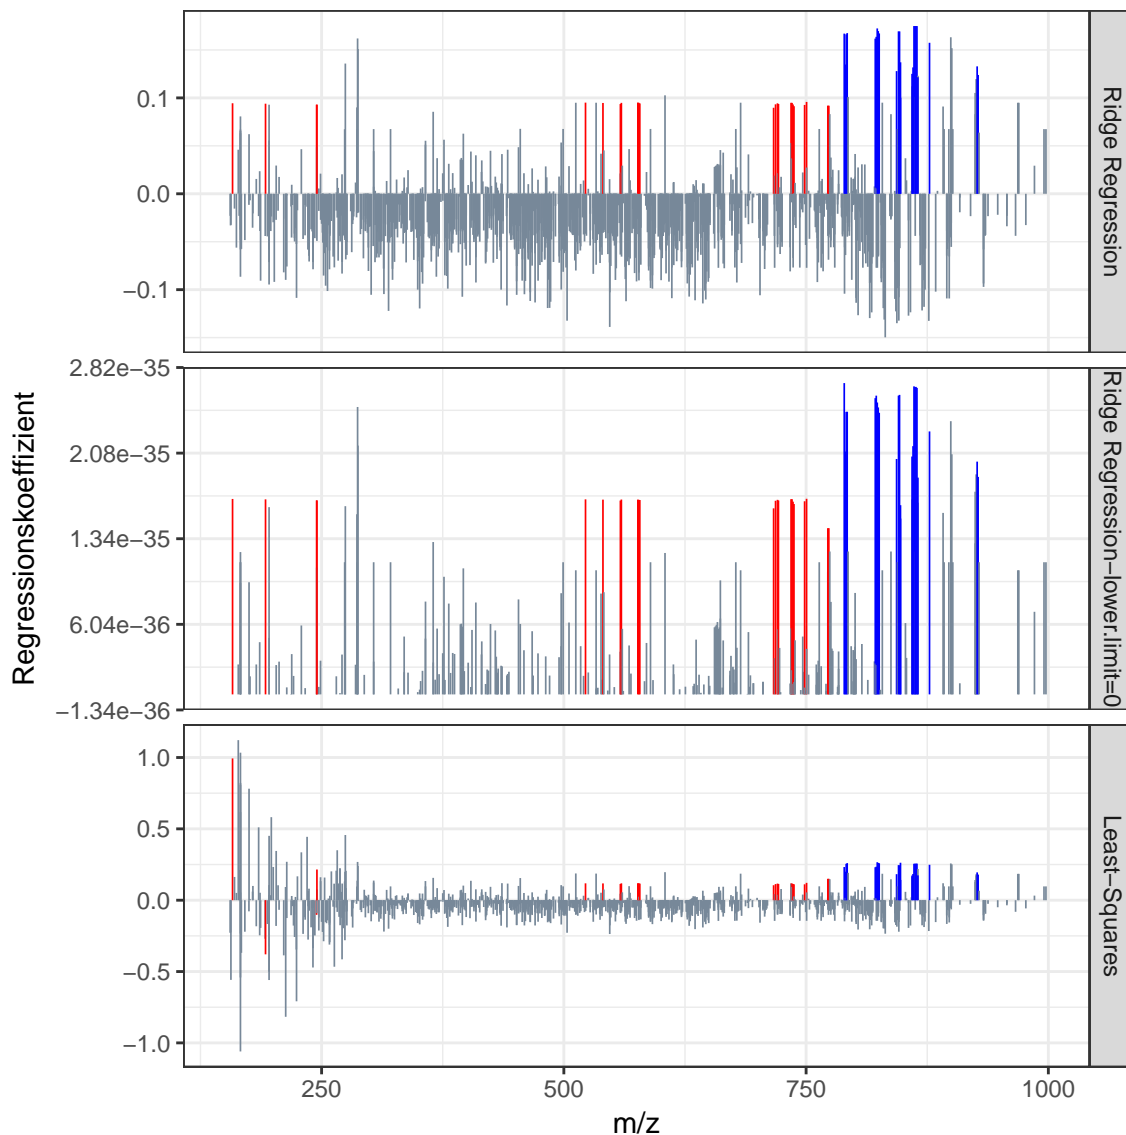 Regressionskoeffizient
0.1
0.0
−0.1
Ridge Regression
2.82e−35
2.08e−35
1.34e−35
6.04e−36
−1.34e−36
Ridge Regression−lower.limit=0
1.0
0.5
0.0
−0.5
−1.0
Least−Squares
250
500
750
1000
m/z